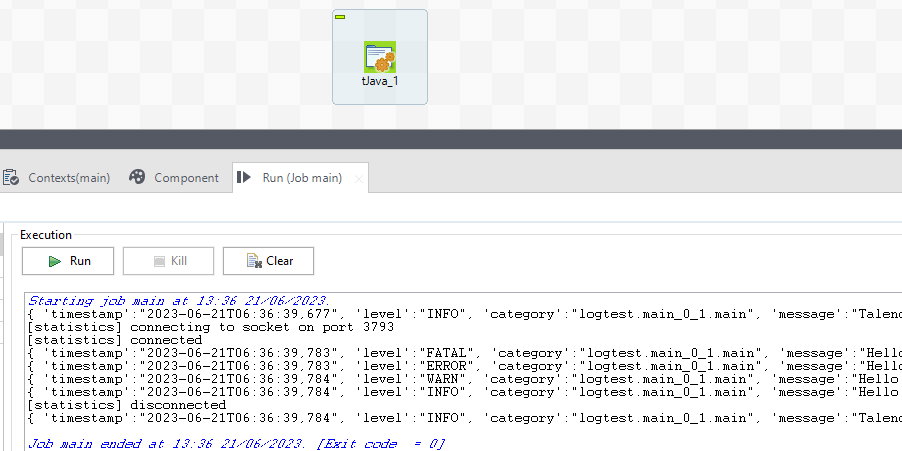 tJava_1
Contexts(main)
Component
Run (Job main)
Execution
Run
Kill
Clear
Starting job main at 13:36 21/06/2023.
{ 'timestamp':"2023-06-21T06:36:39,677", 'level':"INFO", 'category':"logtest.main_0_1.main", 'message':"Talend
[statistics] connecting to socket on port 3793
[statistics] connected
{ 'timestamp':"2023-06-21T06:36:39,783", 'level':"FATAL", 'category':"logtest.main_0_1.main", 'message':"Hello
{ 'timestamp':"2023-06-21T06:36:39,783", 'level':"ERROR", 'category':"logtest.main_0_1.main", 'message':"Hello
{ 'timestamp':"2023-06-21T06:36:39,784", 'level':"WARN", 'category':"logtest.main_0_1.main", 'message':"Hello
{ 'timestamp':"2023-06-21T06:36:39,784", 'level':"INFO", 'category':"logtest.main_0_1.main", 'message':"Hello
[statistics] disconnected
{ 'timestamp':"2023-06-21T06:36:39,784", 'level':"INFO", 'category':"logtest.main_0_1.main", 'message':"Talend
Job main ended at 13:36 21/06/2023. [Exit code  = 0]